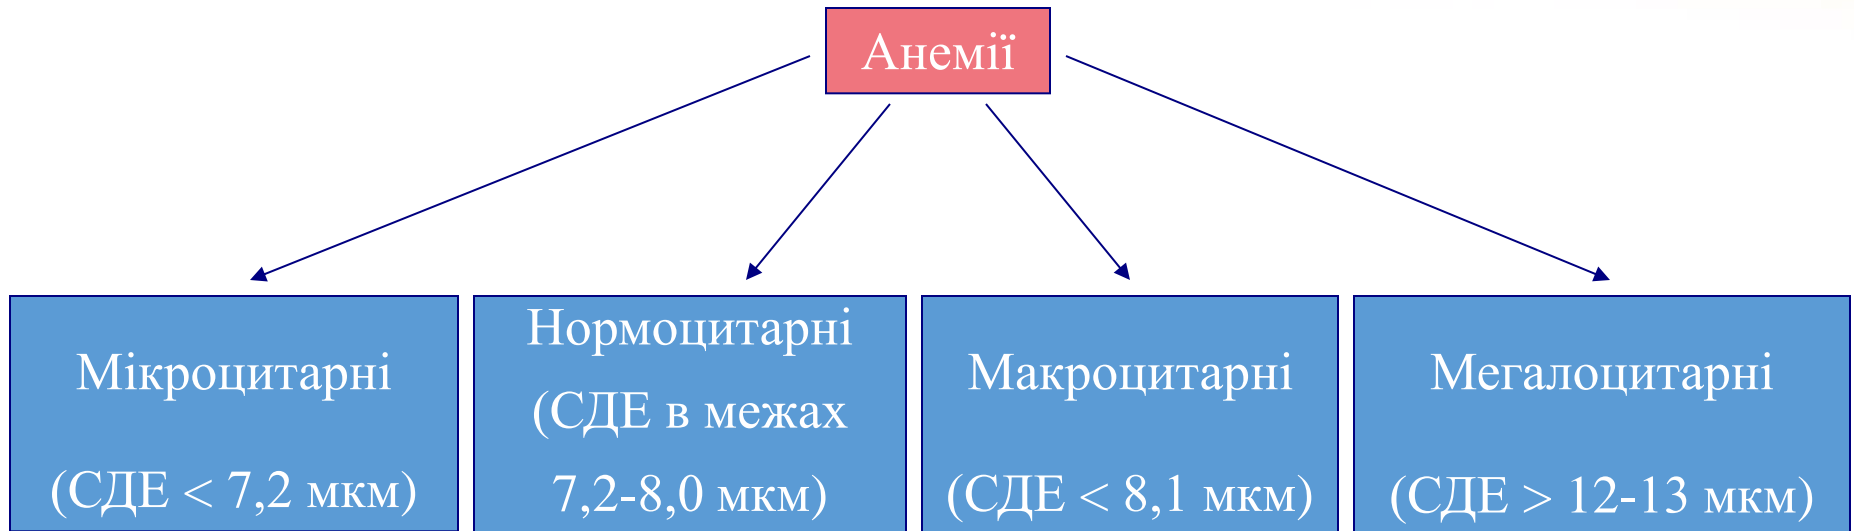 Анемії
Мікроцитарні
(СДЕ < 7,2 мкм)
Нормоцитарні
(СДЕ в межах
7,2-8,0 мкм)
Макроцитарні
(СДЕ < 8,1 мкм)
Мегалоцитарні
(СДЕ > 12-13 мкм)